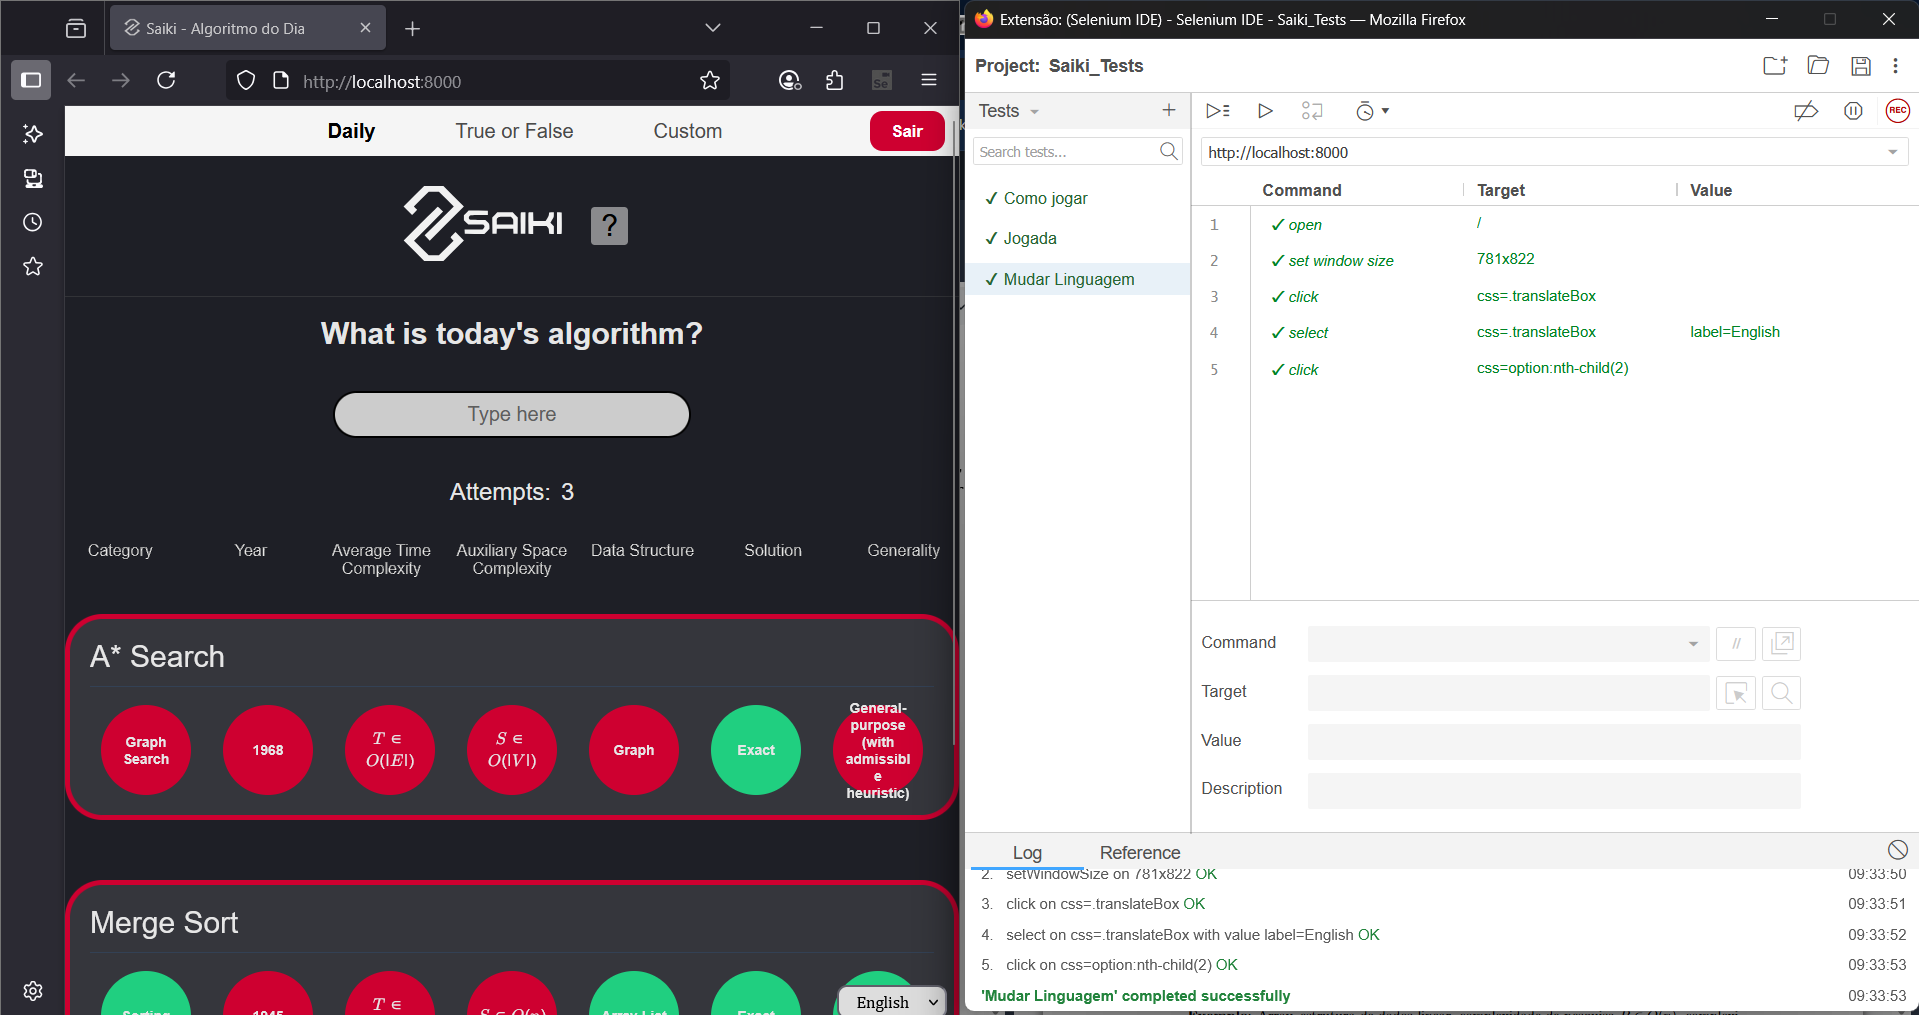 Saiki - Algoritmo do Dia
http://localhost:8000
Daily
True or False
Custom
Sair
SAIKI
?
What is today's algorithm?
Type here
Attempts: 3
Category
Year
Average Time
Complexity
Auxiliary Space
Complexity
Data Structure
Solution
Generality
A* Search
Graph
Search
1968
T ∈
O(|E|)
S ∈
O(|V|)
Graph
Exact
General-
purpose
(with
admissibl
e
heuristic)
Merge Sort
Sorting
1945
T ∈
S ∈ O(n)
Array, List
Exact
English
Extensão: (Selenium IDE) - Selenium IDE - Saiki_Tests — Mozilla Firefox
Project: Saiki_Tests
Tests
Search tests...
✓ Como jogar
✓ Jogada
✓ Mudar Linguagem
REC
http://localhost:8000
Command Target Value
1 ✓ open /
2 ✓ set window size 781x822
3 ✓ click css=.translateBox
4 ✓ select css=.translateBox label=English
5 ✓ click css=option:nth-child(2)
Command
//
Target
Value
Description
Log
Reference
2. setWindowSize on 781x822 OK 09:33:50
3. click on css=.translateBox OK 09:33:51
4. select on css=.translateBox with value label=English OK 09:33:52
5. click on css=option:nth-child(2) OK 09:33:53
'Mudar Linguagem' completed successfully 09:33:53